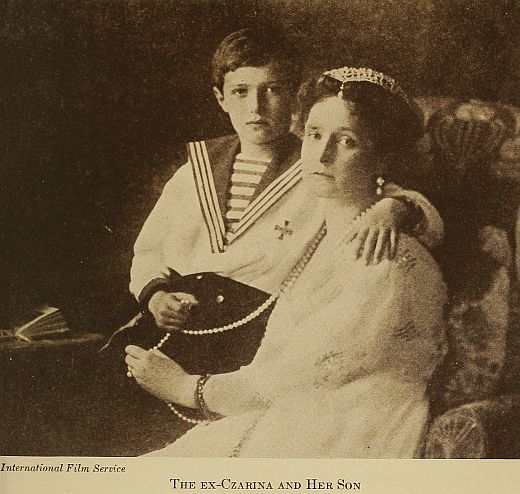 International Film Service
The ex-Czarina and Her Son